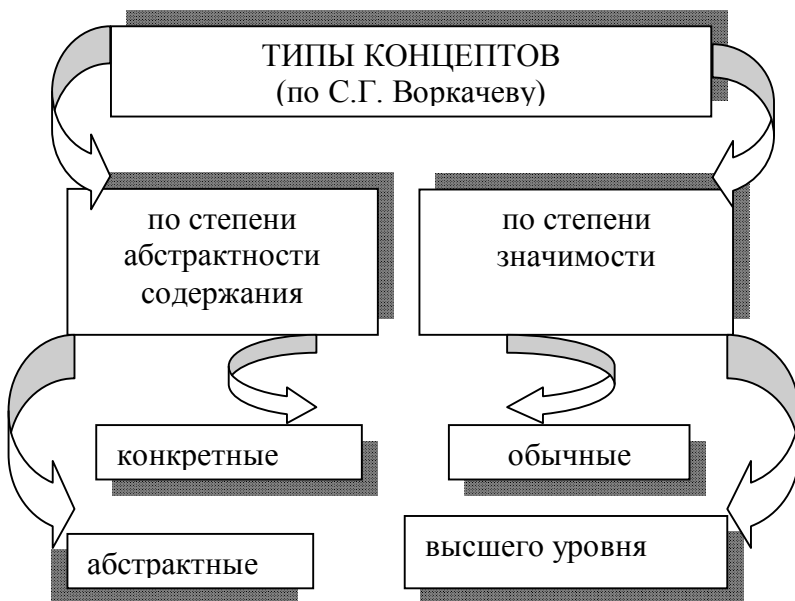 ТИПЫ КОНЦЕПТОВ
(по С.Г. Воркачеву)
по степени
абстрактности
содержания
по степени
значимости
конкретные
обычные
абстрактные
высшего уровня